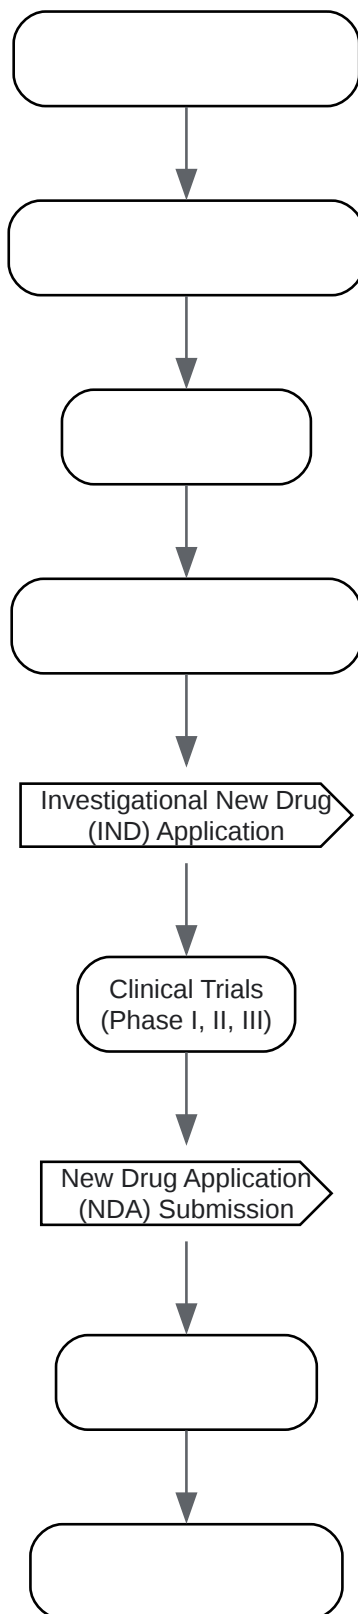 Investigational New Drug
(IND) Application
Clinical Trials
(Phase I, II, III)
New Drug Application
(NDA) Submission